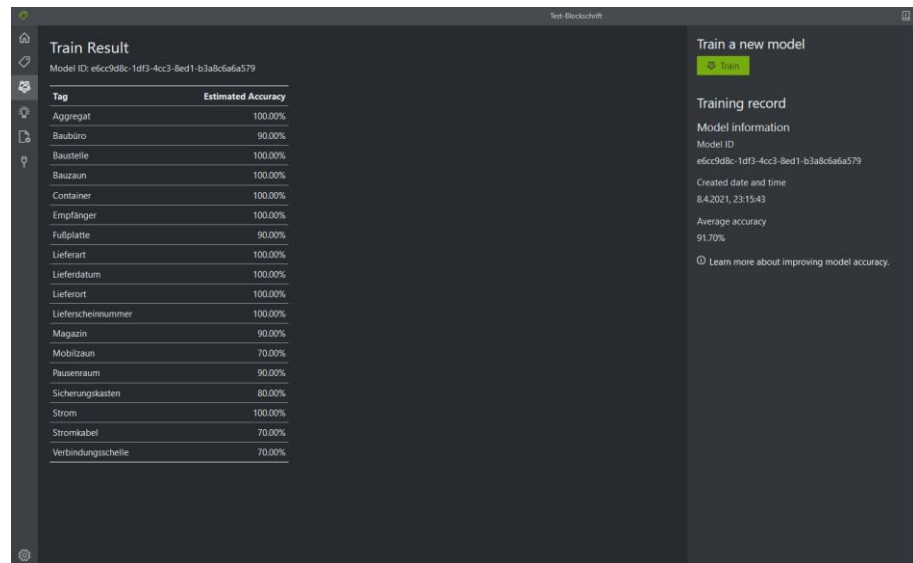 Test-Blockschrift
Train Result
Model ID: e6cc9d8c-1df3-4cc3-8ed1-b3a8c6a6a579
Tag Estimated Accuracy
Aggregat 100.00%
Baubüro 90.00%
Baustelle 100.00%
Bauzaun 100.00%
Container 100.00%
Empfänger 100.00%
Fußplatte 90.00%
Lieferart 100.00%
Lieferdatum 100.00%
Lieferort 100.00%
Lieferscheinnummer 100.00%
Magazin 90.00%
Mobilzaun 70.00%
Pausenraum 90.00%
Sicherungskasten 80.00%
Strom 100.00%
Stromkabel 70.00%
Verbindungsschelle 70.00%
Train a new model
Train
Training record
Model information
Model ID
e6cc9d8c-1df3-4cc3-8ed1-b3a8c6a6a579
Created date and time
8.4.2021, 23:15:43
Average accuracy
91.70%
Learn more about improving model accuracy.